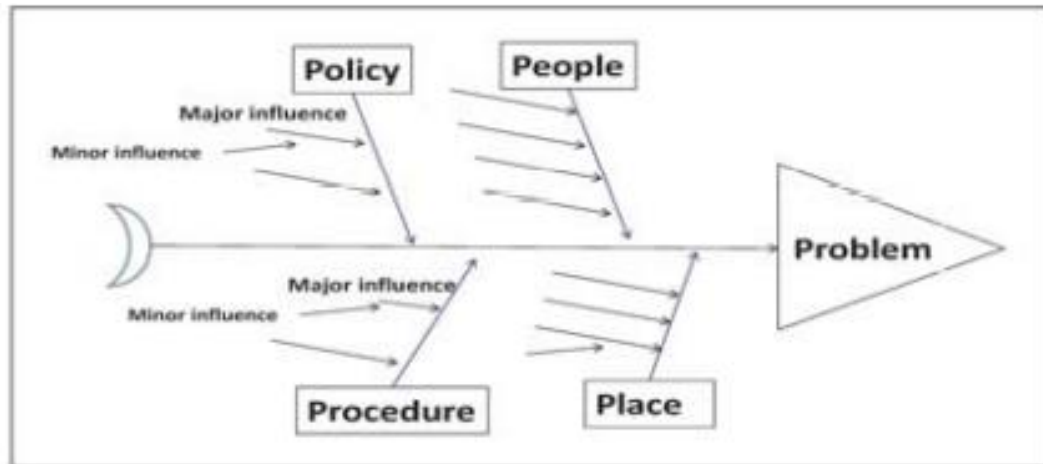 Policy
People
Major influence
Minor influence
Problem
Major influence
Minor influence
Procedure
Place